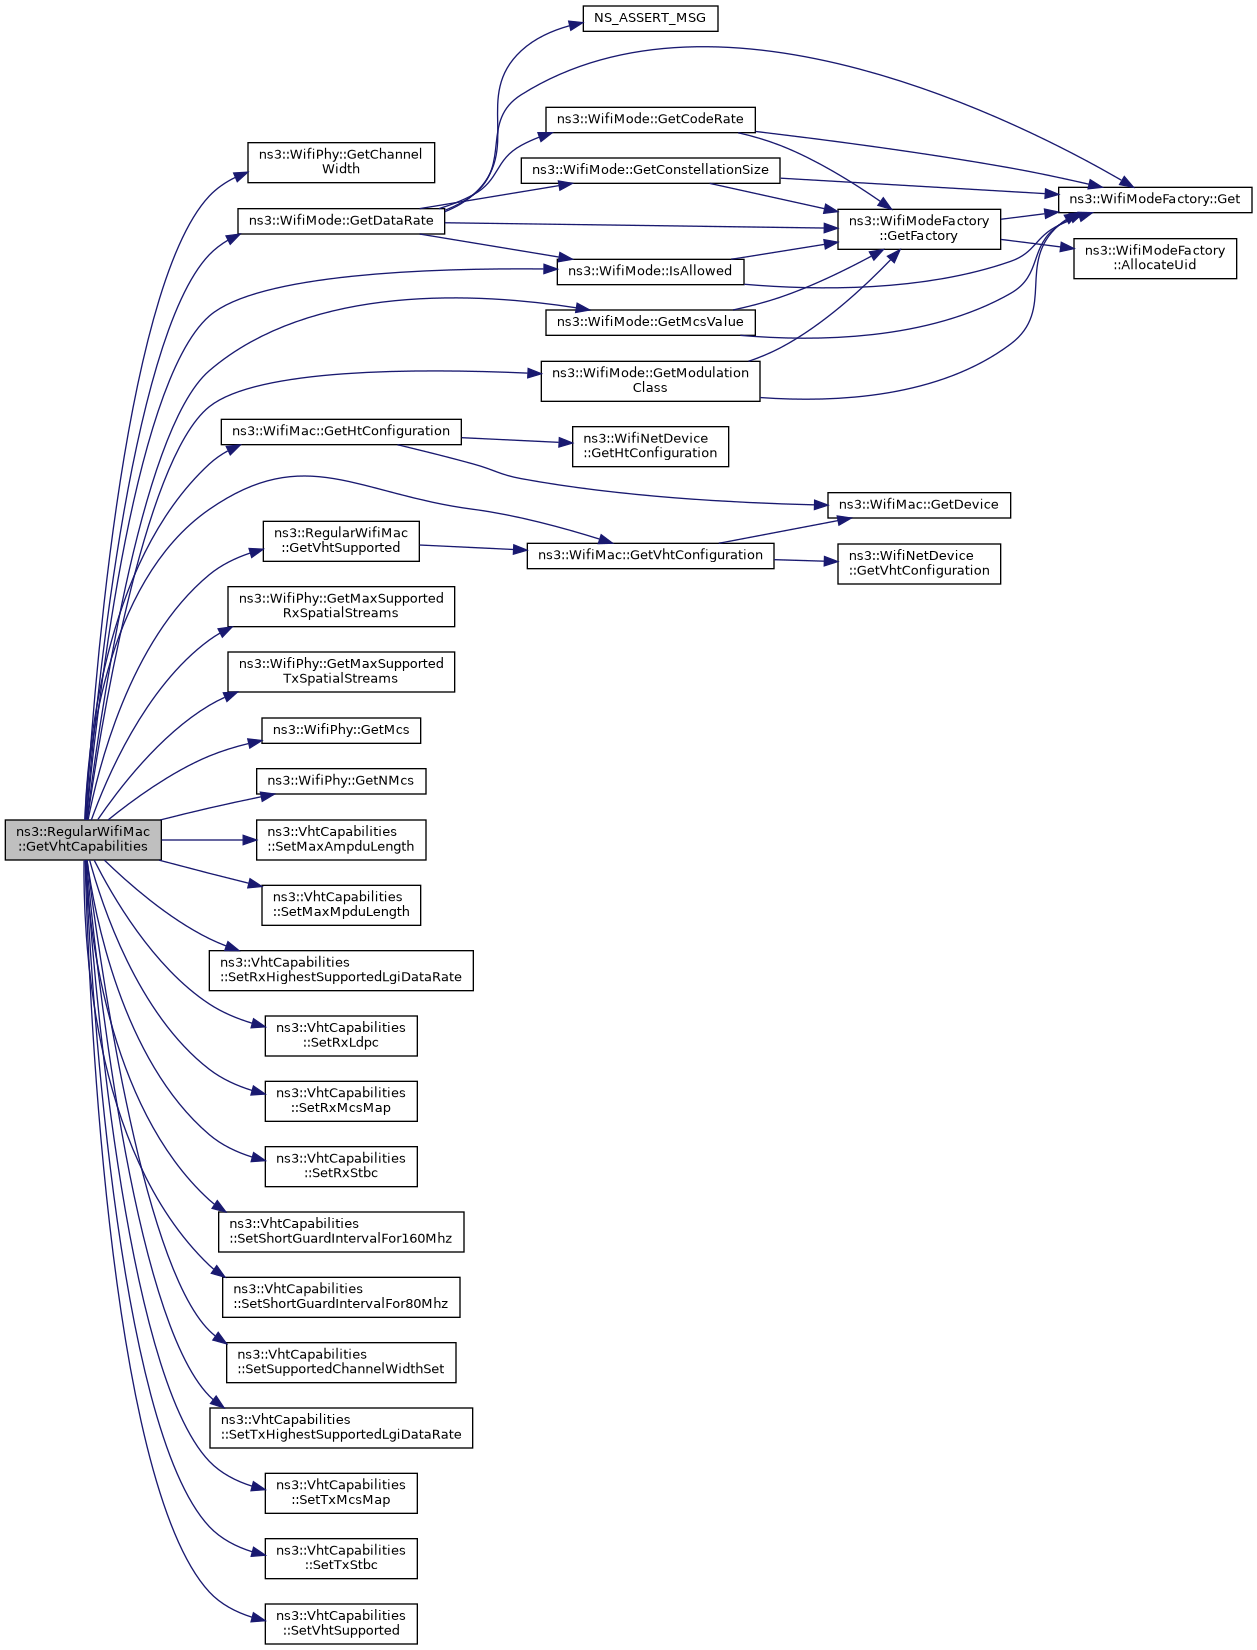 NS_ASSERT_MSG
ns3::WifiMode::GetCodeRate
ns3::WifiPhy::GetChannel
Width
ns3::WifiMode::GetConstellationSize
ns3::WifiModeFactory::Get
ns3::WifiMode::GetDataRate
ns3::WifiModeFactory
::GetFactory
ns3::WifiModeFactory
::AllocateUid
ns3::WifiMode::IsAllowed
ns3::WifiMode::GetMcsValue
ns3::WifiMode::GetModulation
Class
ns3::WifiMac::GetHtConfiguration
ns3::WifiNetDevice
::GetHtConfiguration
ns3::WifiMac::GetDevice
ns3::RegularWifiMac
::GetVhtSupported
ns3::WifiMac::GetVhtConfiguration
ns3::WifiNetDevice
::GetVhtConfiguration
ns3::WifiPhy::GetMaxSupported
RxSpatialStreams
ns3::WifiPhy::GetMaxSupported
TxSpatialStreams
ns3::WifiPhy::GetMcs
ns3::WifiPhy::GetNMcs
ns3::RegularWifiMac
::GetVhtCapabilities
ns3::VhtCapabilities
::SetMaxAmpduLength
ns3::VhtCapabilities
::SetMaxMpduLength
ns3::VhtCapabilities
::SetRxHighestSupportedLgiDataRate
ns3::VhtCapabilities
::SetRxLdpc
ns3::VhtCapabilities
::SetRxMcsMap
ns3::VhtCapabilities
::SetRxStbc
ns3::VhtCapabilities
::SetShortGuardIntervalFor160Mhz
ns3::VhtCapabilities
::SetShortGuardIntervalFor80Mhz
ns3::VhtCapabilities
::SetSupportedChannelWidthSet
ns3::VhtCapabilities
::SetTxHighestSupportedLgiDataRate
ns3::VhtCapabilities
::SetTxMcsMap
ns3::VhtCapabilities
::SetTxStbc
ns3::VhtCapabilities
::SetVhtSupported